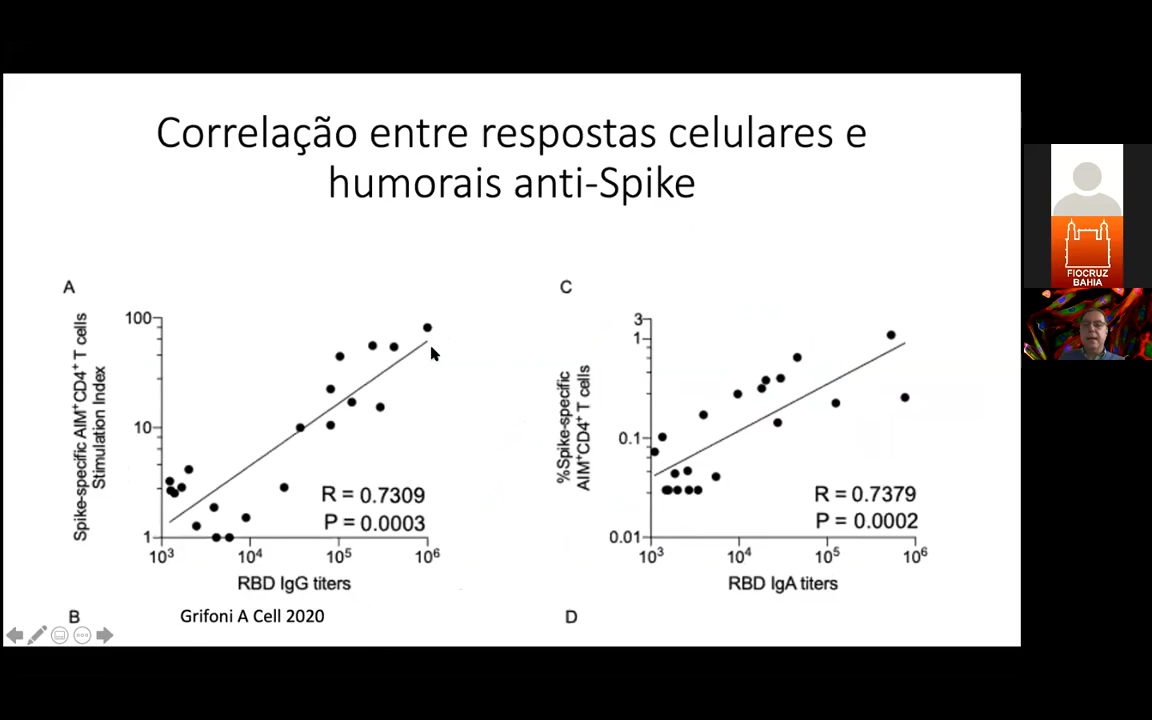 Correlação entre respostas celulares e
humorais anti-Spike
A
Spike-specific AIM⁺CD4⁺ T cells
Stimulation Index
100
10
1
10³
10⁴
10⁵
10⁶
R = 0.7309
P = 0.0003
RBD IgG titers
C
%Spike-specific
AIM⁺CD4⁺ T cells
3
1
0.1
0.01
10³
10⁴
10⁵
10⁶
R = 0.7379
P = 0.0002
RBD IgA titers
B
Grifoni A Cell 2020
D
FIOCRUZ
BAHIA